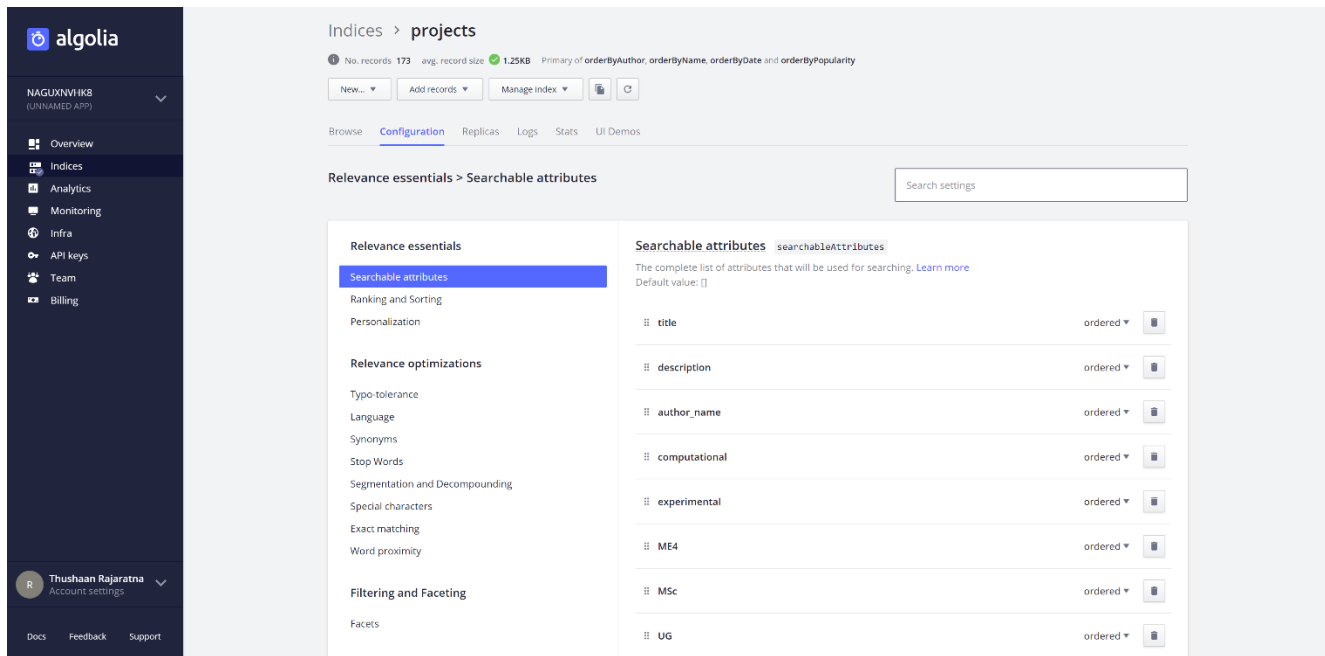 algolia
NAGUXNVHK8
(UNNAMED APP)
Overview
Indices
Analytics
Monitoring
Infra
API keys
Team
Billing
R
Thushaan Rajaratna
Account settings
Docs Feedback Support
Indices > projects
No. records 173 avg. record size 1.25KB Primary of orderByAuthor, orderByName, orderByDate and orderByPopularity
New... Add records Manage index
Browse Configuration Replicas Logs Stats UI Demos
Relevance essentials > Searchable attributes
Search settings
Relevance essentials
Searchable attributes
Ranking and Sorting
Personalization
Relevance optimizations
Typo-tolerance
Language
Synonyms
Stop Words
Segmentation and Decompounding
Special characters
Exact matching
Word proximity
Filtering and Faceting
Facets
Searchable attributes searchableAttributes
The complete list of attributes that will be used for searching. Learn more
Default value: []
title ordered
description ordered
author_name ordered
computational ordered
experimental ordered
ME4 ordered
MSc ordered
UG ordered